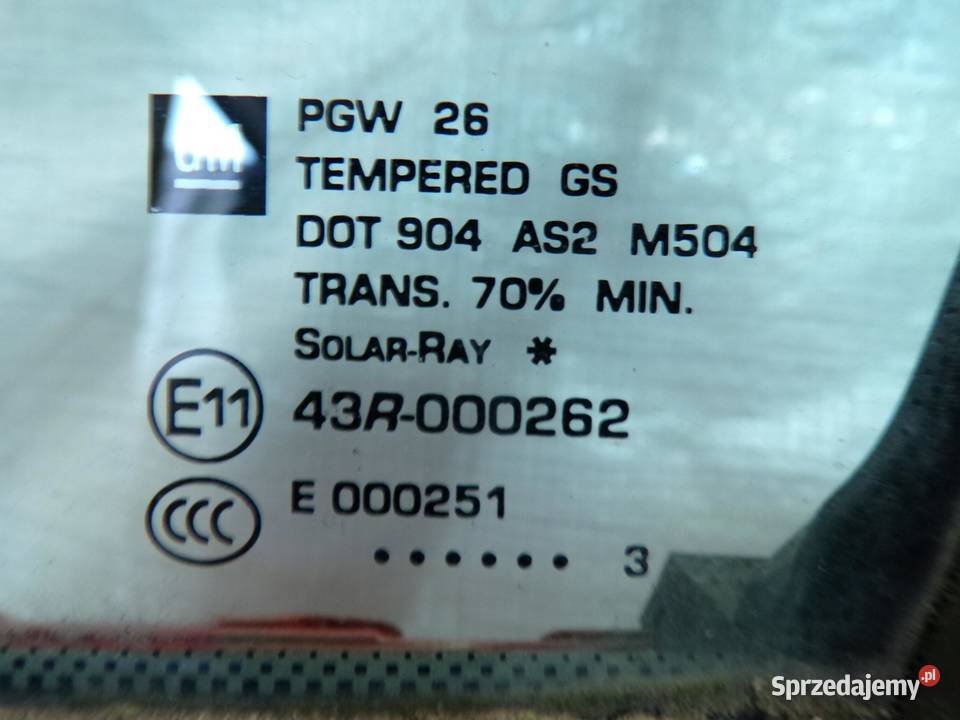 PGW 26
TEMPERED GS
DOT 904 AS2 M504
TRANS. 70% MIN.
SOLAR-RAY *
E11 43R-000262
CCC E 000251
• • • • • • 3
Sprzedajemy.pl